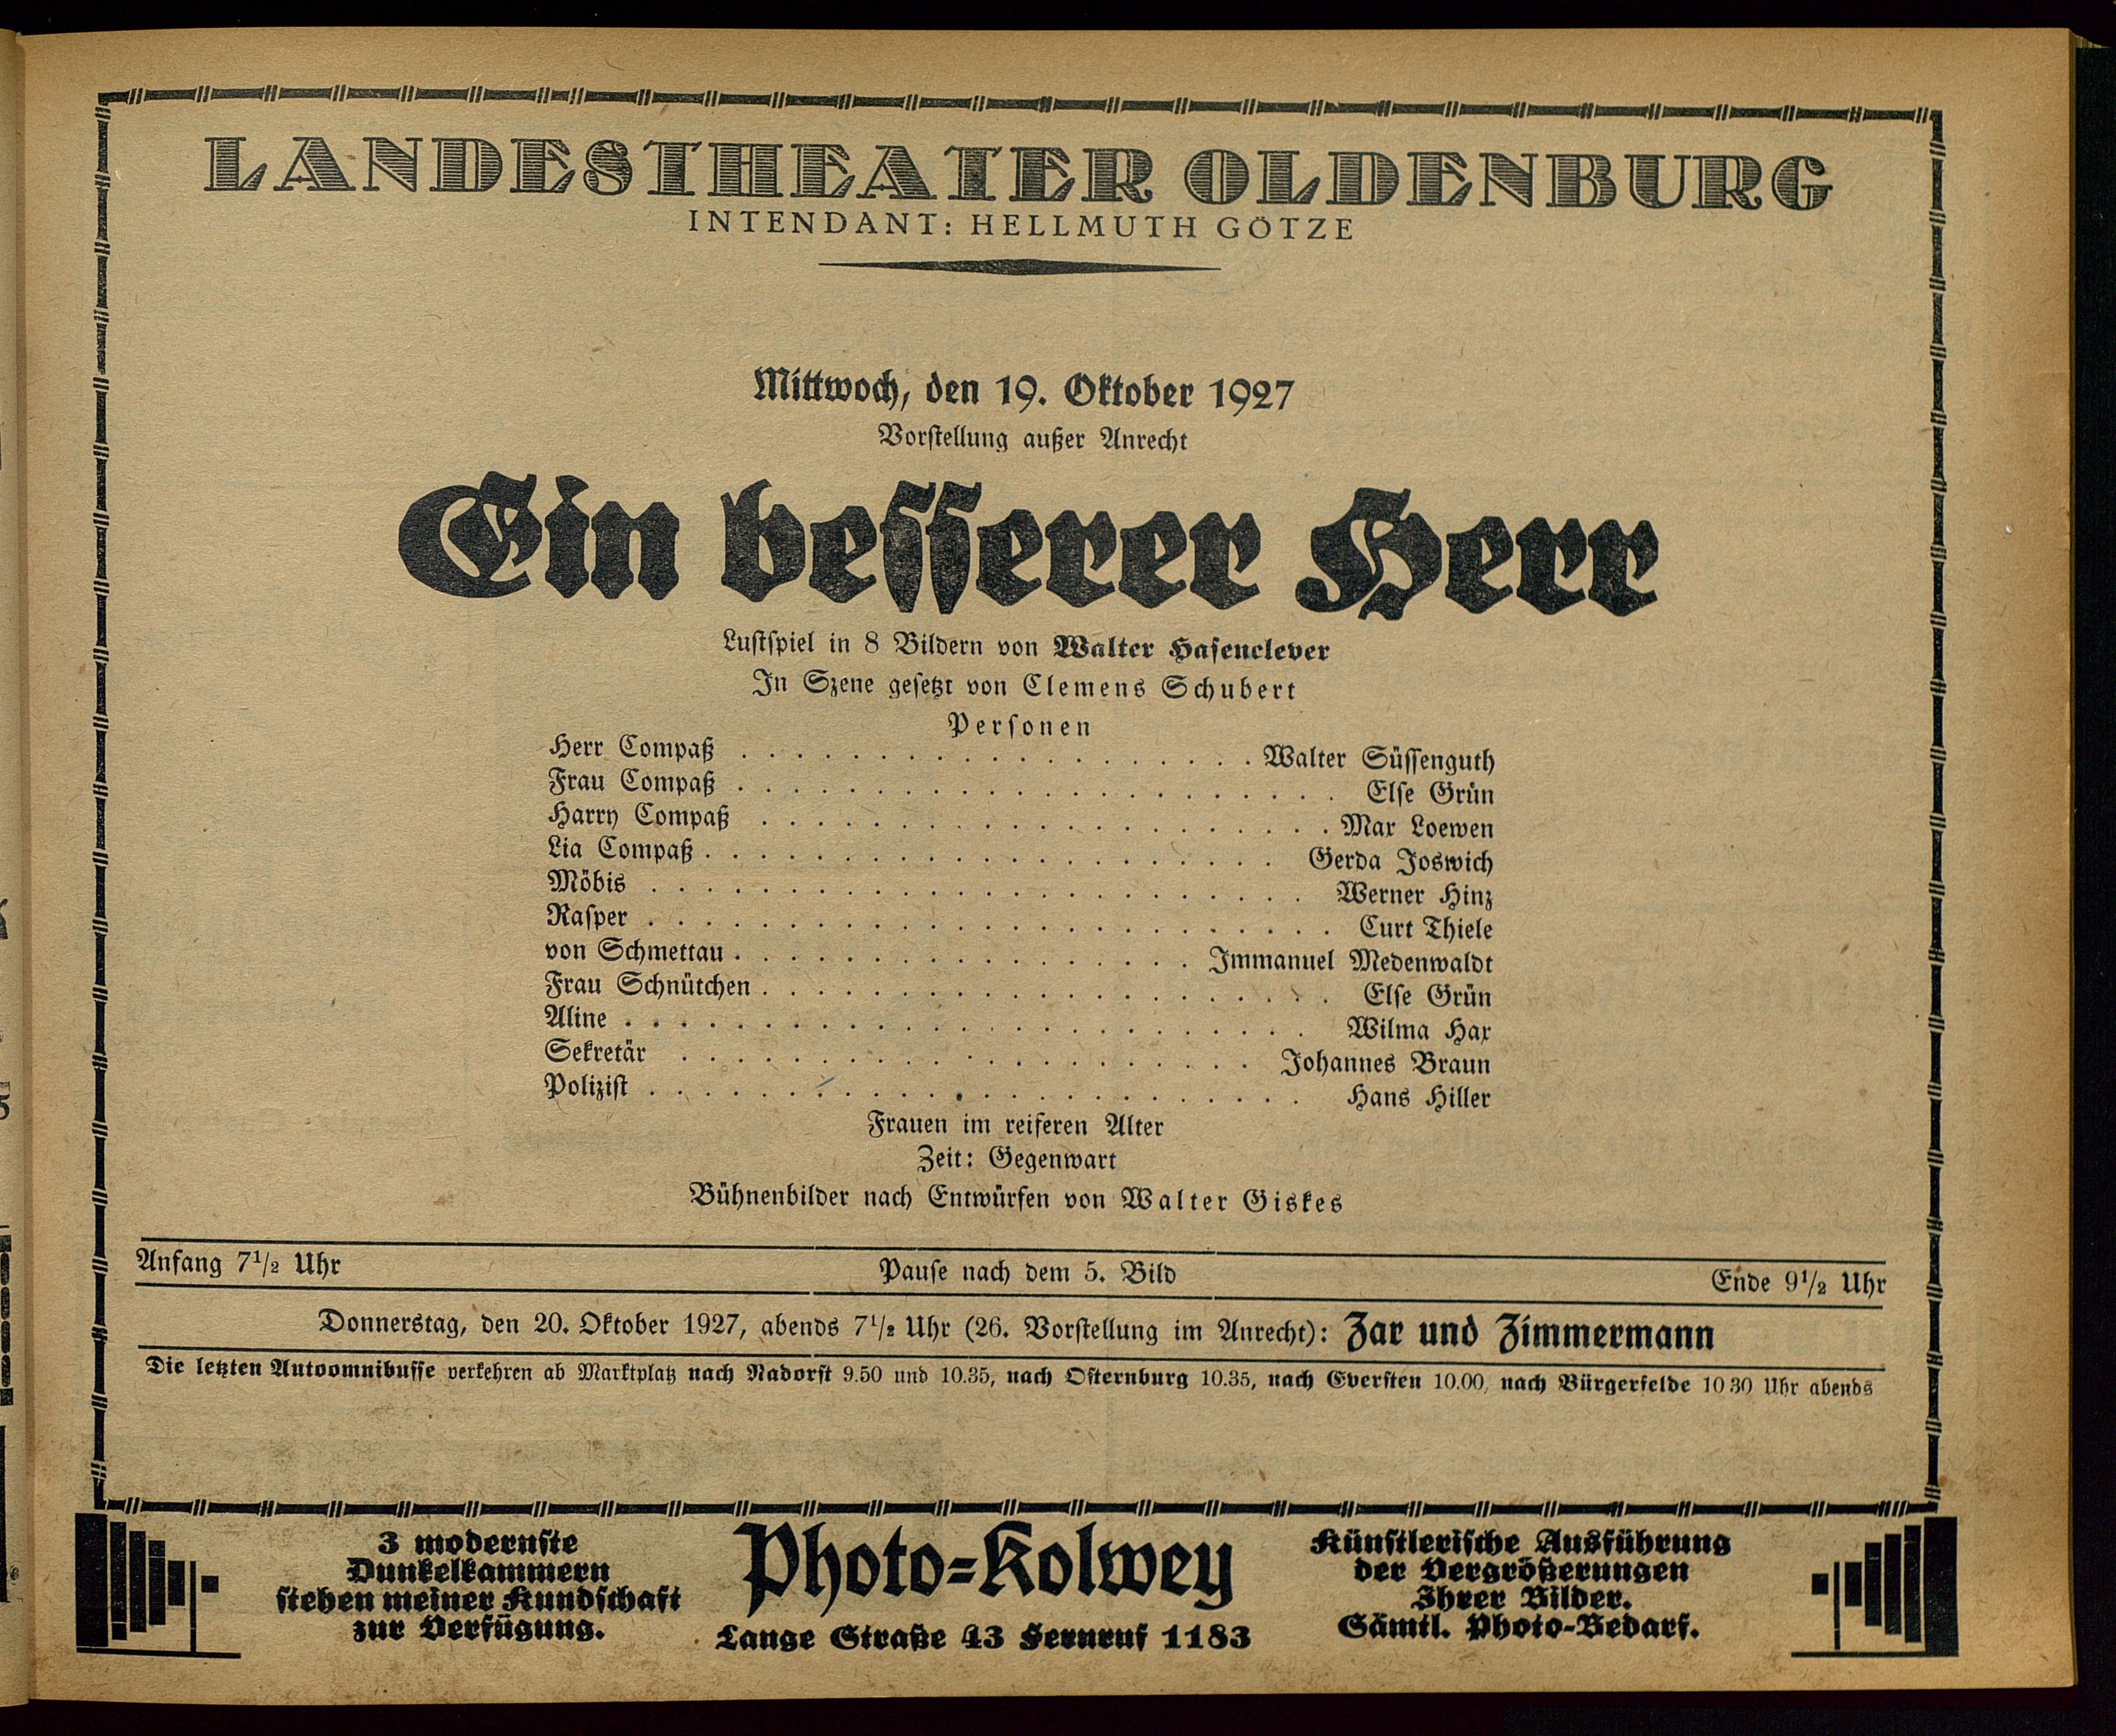 LANDESTHEATER OLDENBURG
INTENDANT: HELLMUTH GÖTZE
Mittwoch, den 19. Oktober 1927
Vorstellung außer Anrecht
Ein besserer Herr
Lustspiel in 8 Bildern von Walter Hasenclever
In Szene gesetzt von Clemens Schubert
Personen
Herr Compaß . . . . . . . . . . . . . . . . . . . Walter Süssenguth
Frau Compaß . . . . . . . . . . . . . . . . . . . . . . Else Grün
Harry Compaß . . . . . . . . . . . . . . . . . . . . . Max Loewen
Lia Compaß . . . . . . . . . . . . . . . . . . . . . Gerda Joswich
Möbis . . . . . . . . . . . . . . . . . . . . . . . . Werner Hinz
Rasper . . . . . . . . . . . . . . . . . . . . . . . . . Curt Thiele
von Schmettau . . . . . . . . . . . . . . . . . Immanuel Medenwaldt
Frau Schnütchen . . . . . . . . . . . . . . . . . . . . . Else Grün
Aline . . . . . . . . . . . . . . . . . . . . . . . . . Wilma Hax
Sekretär . . . . . . . . . . . . . . . . . . . . . Johannes Braun
Polizist . . . . . . . . . . . . . . . . . . . . . . . . Hans Hiller
Frauen im reiferen Alter
Zeit: Gegenwart
Bühnenbilder nach Entwürfen von Walter Giskes
Anfang 7½ Uhr Pause nach dem 5. Bild Ende 9½ Uhr
Donnerstag, den 20. Oktober 1927, abends 7½ Uhr (26. Vorstellung im Anrecht): Zar und Zimmermann
Die letzten Autoomnibusse verkehren ab Marktplatz nach Nadorst 9.50 und 10.35, nach Osternburg 10.35, nach Eversten 10.00, nach Bürgerfelde 10 30 Uhr abends
3 modernste
Dunkelkammern
stehen meiner Kundschaft
zur Verfügung.
Photo-Kolwey
Lange Straße 43 Fernruf 1183
Künstlerische Ausführung
der Vergrößerungen
Ihrer Bilder.
Sämtl. Photo-Bedarf.